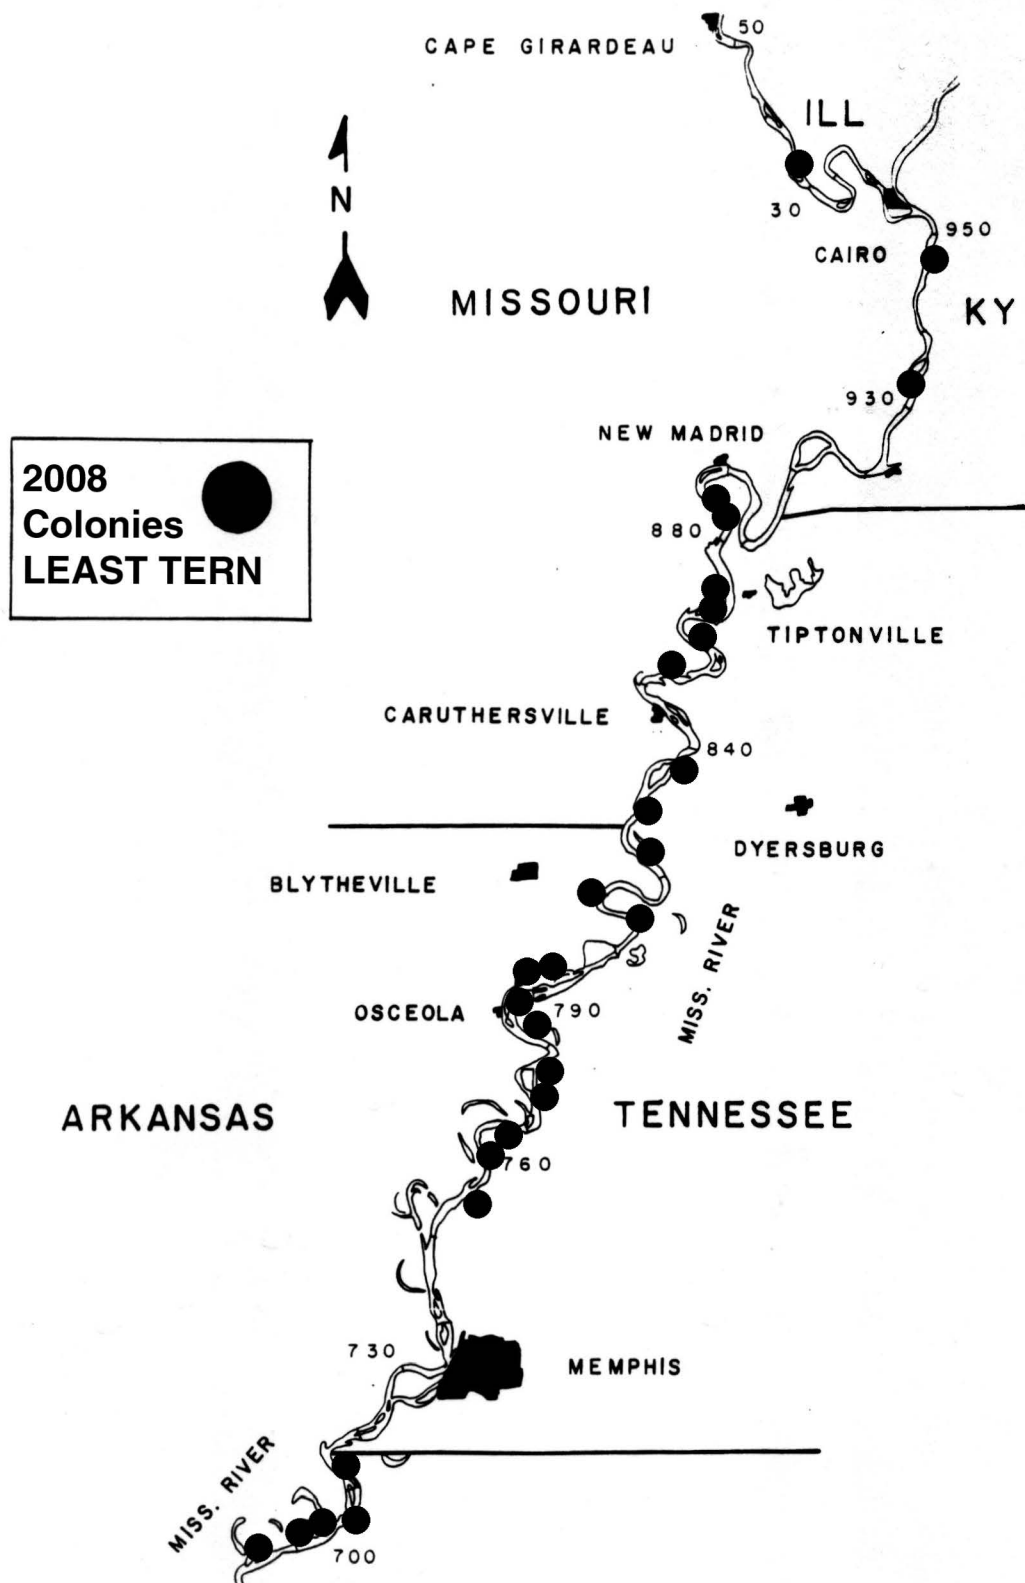 50
CAPE GIRARDEAU
ILL
N
30
950
CAIRO
MISSOURI
KY
930
NEW MADRID
2008
Colonies
LEAST TERN
880
TIPTONVILLE
CARUTHERSVILLE
840
DYERSBURG
BLYTHEVILLE
MISS. RIVER
OSCEOLA
790
ARKANSAS
TENNESSEE
760
730
MEMPHIS
MISS. RIVER
700